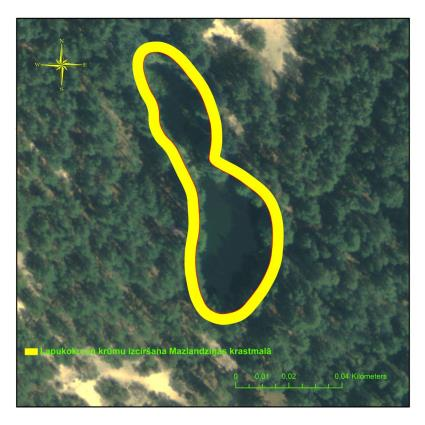 N
W E
S
Lapukoku un krūmu izciršana Mazlandziņas krastmalā
0 0,01 0,02 0,04 Kilometers